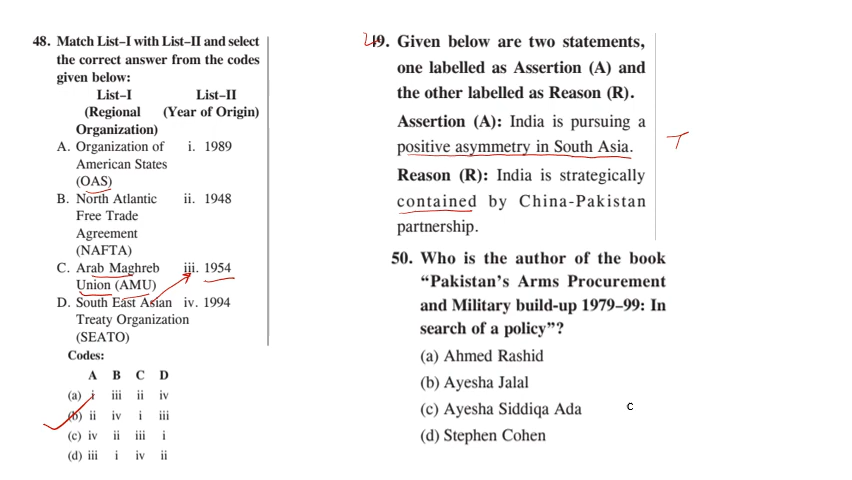 48. Match List–I with List–II and select
the correct answer from the codes
given below:
List–I List–II
(Regional (Year of Origin)
Organization)
A. Organization of i. 1989
American States
(OAS)
B. North Atlantic ii. 1948
Free Trade
Agreement
(NAFTA)
C. Arab Maghreb iii. 1954
Union (AMU)
D. South East Asian iv. 1994
Treaty Organization
(SEATO)
Codes:
A B C D
(a) i iii ii iv
(b) ii iv i iii
(c) iv ii iii i
(d) iii i iv ii
49. Given below are two statements,
one labelled as Assertion (A) and
the other labelled as Reason (R).
Assertion (A): India is pursuing a
positive asymmetry in South Asia.
T
Reason (R): India is strategically
contained by China-Pakistan
partnership.
50. Who is the author of the book
“Pakistan’s Arms Procurement
and Military build-up 1979–99: In
search of a policy”?
(a) Ahmed Rashid
(b) Ayesha Jalal
(c) Ayesha Siddiqa Ada c
(d) Stephen Cohen